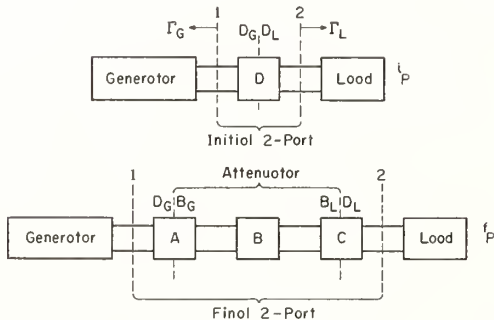 Γ_G 1 D_G D_L 2 Γ_L
Generator D Load iP
Initial 2-Port
1 Attenuator 2
D_G B_G B_L D_L
Generator A B C Load fP
Final 2-Port